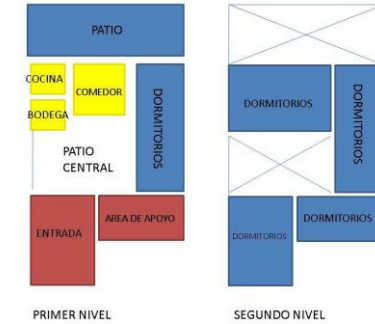 PATIO
COCINA
COMEDOR
BODEGA
DORMITORIOS
PATIO
CENTRAL
ENTRADA
AREA DE APOYO
PRIMER NIVEL
DORMITORIOS
DORMITORIOS
DORMITORIOS
DORMITORIOS
SEGUNDO NIVEL